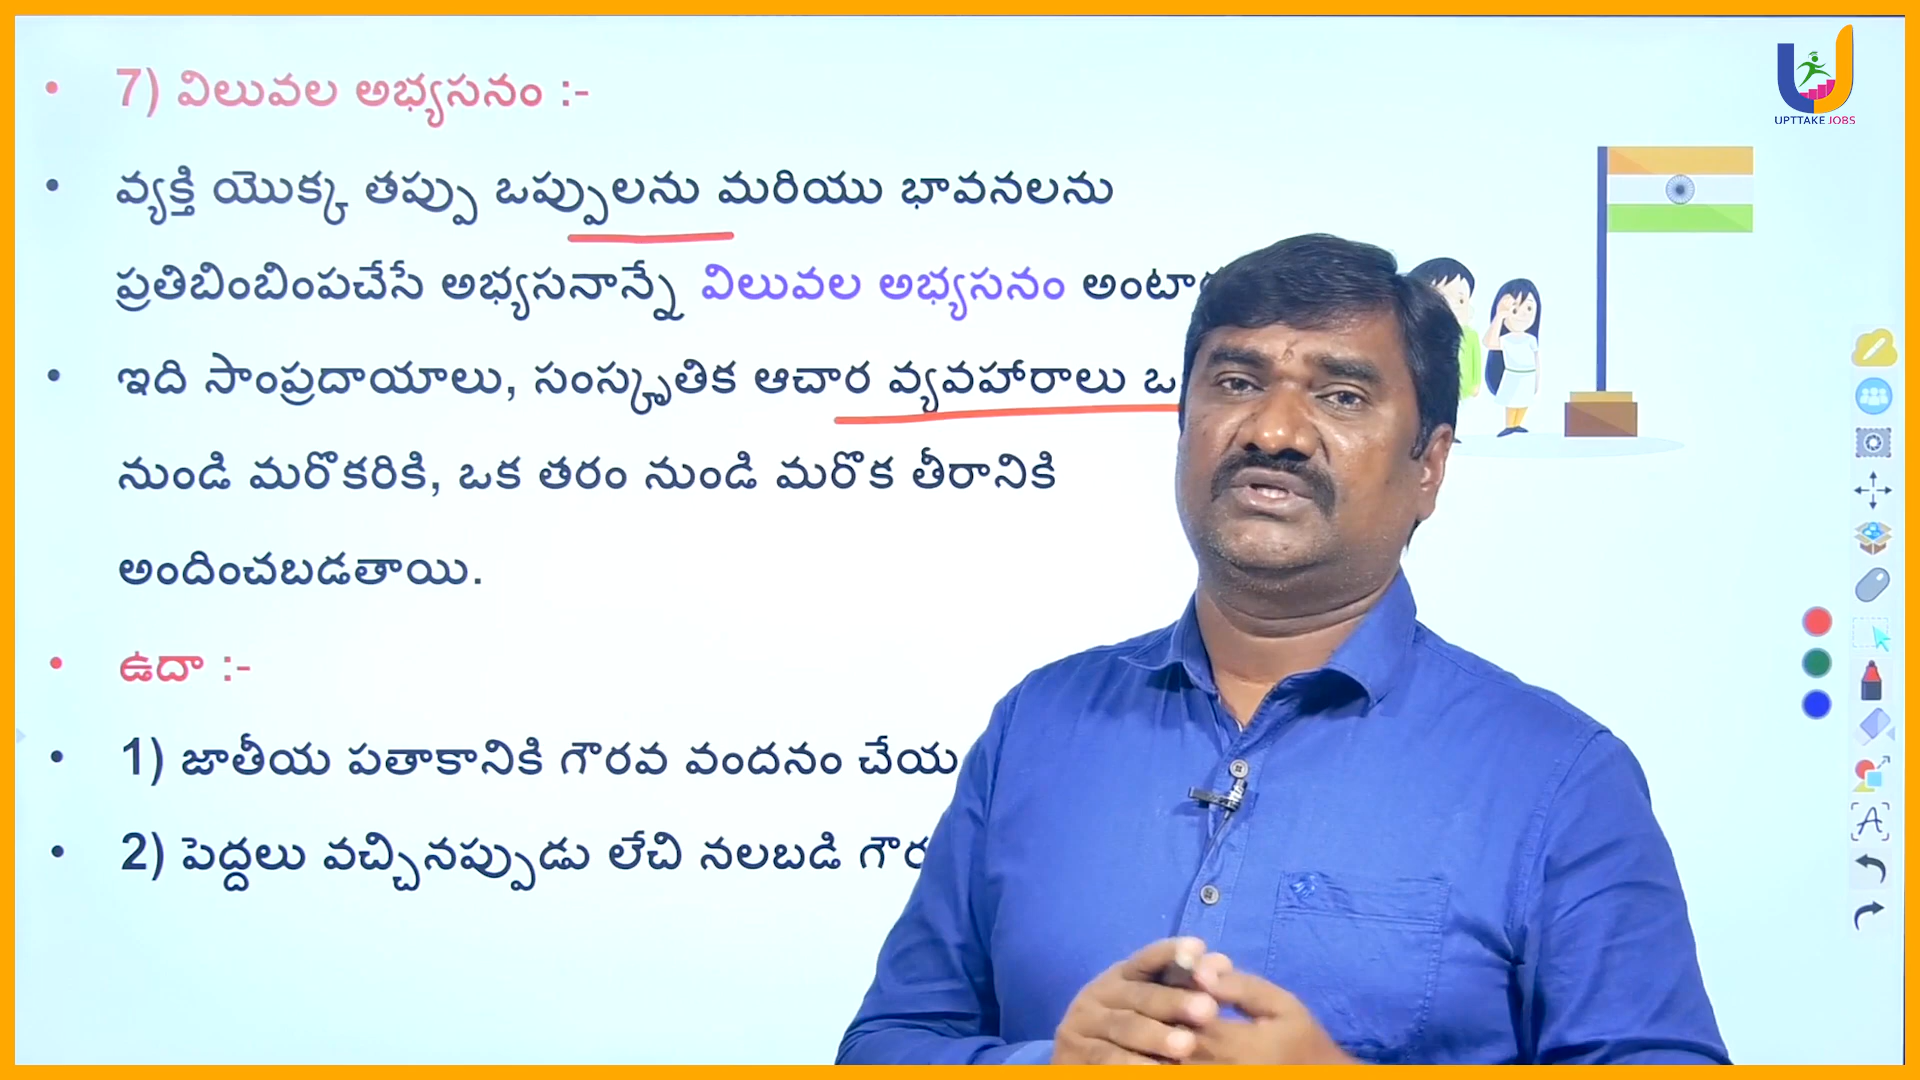 UPTTAKE JOBS
• 7) విలువల అభ్యసనం :-
• వ్యక్తి యొక్క తప్పు ఒప్పులను మరియు భావనలను
ప్రతిబింబింపచేసే అభ్యసనాన్నే విలువల అభ్యసనం
• ఇది సాంప్రదాయాలు, సంస్కృతిక ఆచార వ్యవహారాలు
నుండి మరొకరికి, ఒక తరం నుండి మరొక తీరానికి
అందించబడతాయి.
• ఉదా :-
• 1) జాతీయ పతాకానికి గౌరవ వందనం
• 2) పెద్దలు వచ్చినప్పుడు లేచి నలబడి